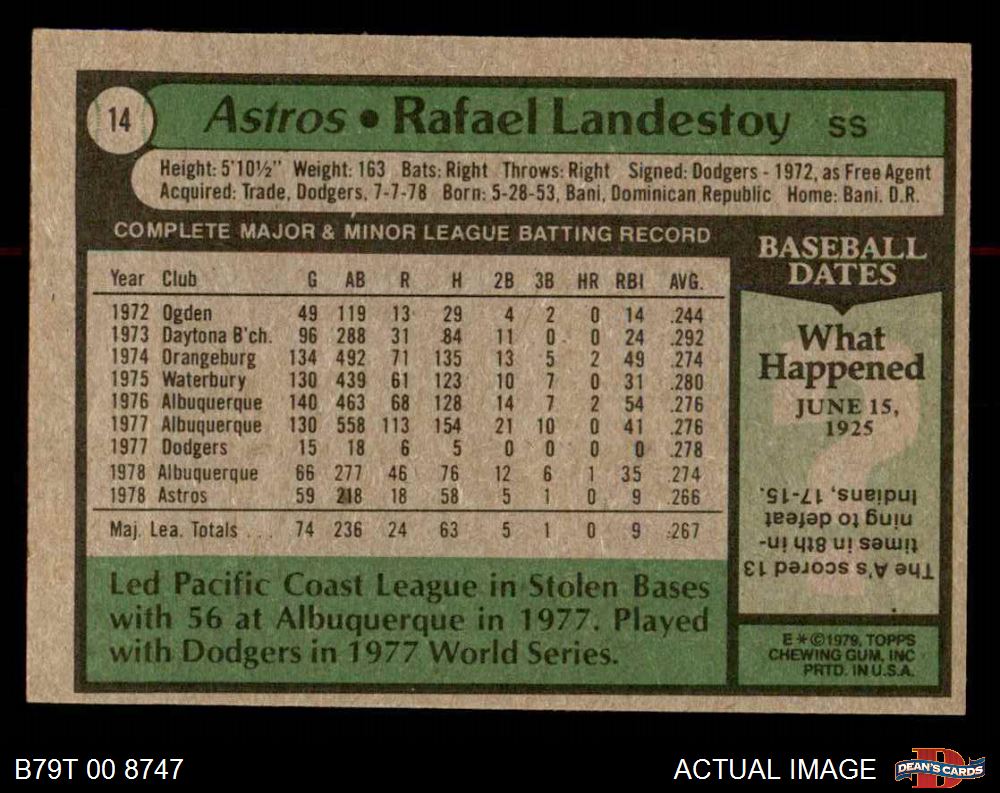 14
Astros • Rafael Landestoy SS
Height: 5'10½" Weight: 163 Bats: Right Throws: Right Signed: Dodgers - 1972, as Free Agent
Acquired: Trade, Dodgers, 7-7-78 Born: 5-28-53, Bani, Dominican Republic Home: Bani. D.R.
COMPLETE MAJOR & MINOR LEAGUE BATTING RECORD
Year Club G AB R H 2B 3B HR RBI AVG.
1972 Ogden 49 119 13 29 4 2 0 14 .244
1973 Daytona B'ch. 96 288 31 84 11 0 0 24 .292
1974 Orangeburg 134 492 71 135 13 5 2 49 .274
1975 Waterbury 130 439 61 123 10 7 0 31 .280
1976 Albuquerque 140 463 68 128 14 7 2 54 .276
1977 Albuquerque 130 558 113 154 21 10 0 41 .276
1977 Dodgers 15 18 6 5 0 0 0 0 .278
1978 Albuquerque 66 277 46 76 12 6 1 35 .274
1978 Astros 59 218 18 58 5 1 0 9 .266
Maj. Lea. Totals . . . 74 236 24 63 5 1 0 9 .267
Led Pacific Coast League in Stolen Bases
with 56 at Albuquerque in 1977. Played
with Dodgers in 1977 World Series.
BASEBALL
DATES
What
Happened
JUNE 15,
1925
The A's scored 13
times in 8th in-
ning to defeat
Indians, 17-15.
E*©1979, TOPPS
CHEWING GUM, INC
PRTD. IN U.S.A.
B79T 00 8747
ACTUAL IMAGE
DEAN'S CARDS